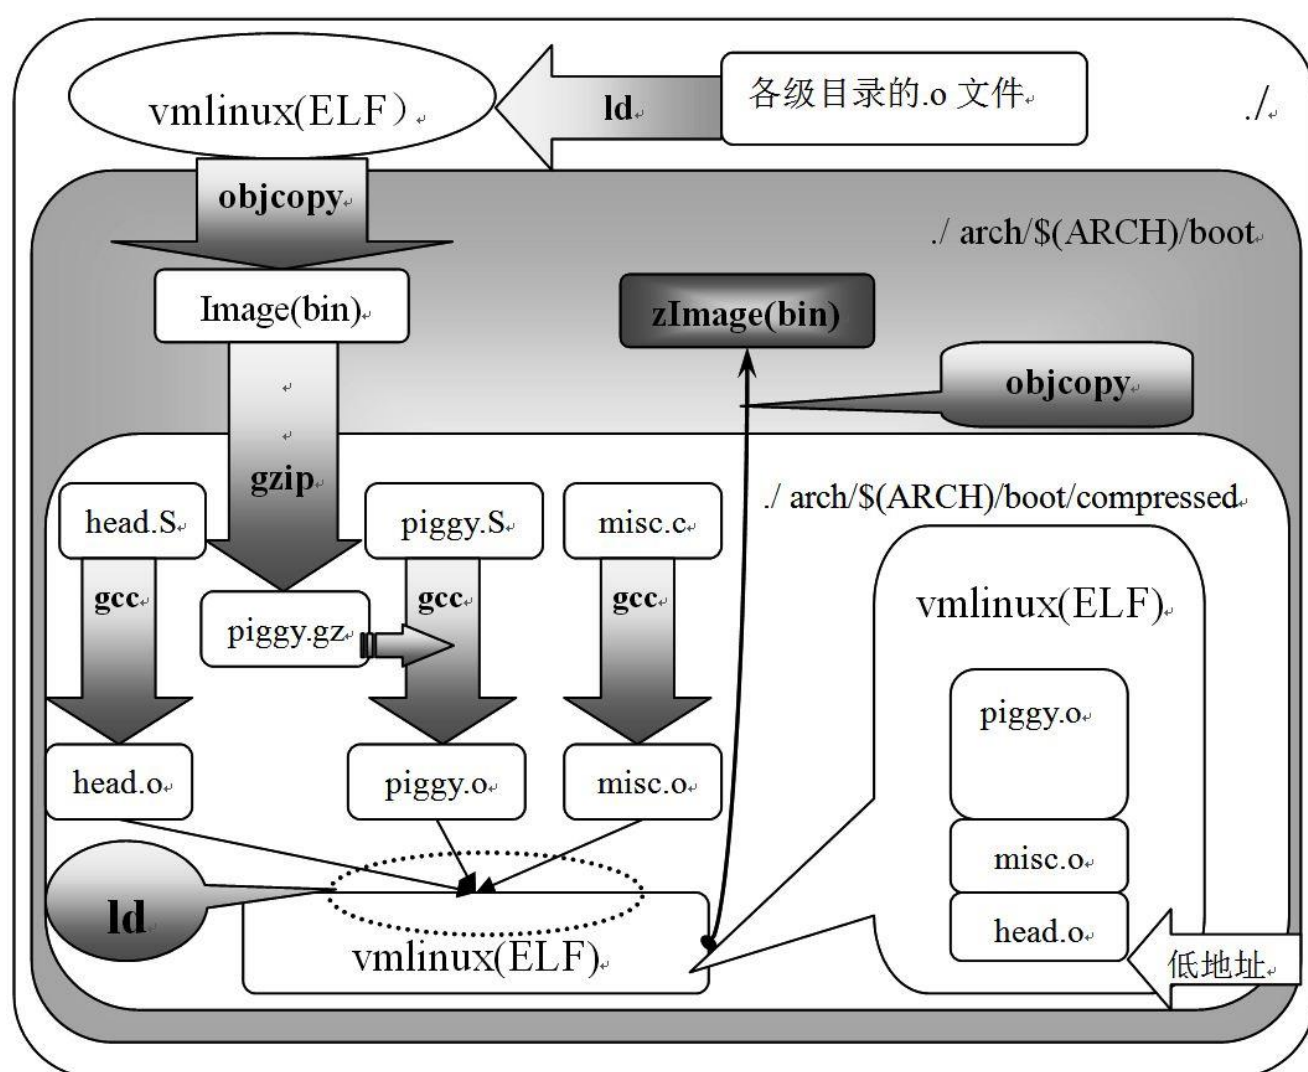 vmlinux(ELF）
ld
各级目录的.o 文件
./
objcopy
./ arch/$(ARCH)/boot
Image(bin)
zImage(bin)
objcopy
gzip
./ arch/$(ARCH)/boot/compressed
head.S
piggy.S
misc.c
gcc
piggy.gz
gcc
gcc
vmlinux(ELF)
piggy.o
head.o
piggy.o
misc.o
misc.o
head.o
ld
vmlinux(ELF)
低地址